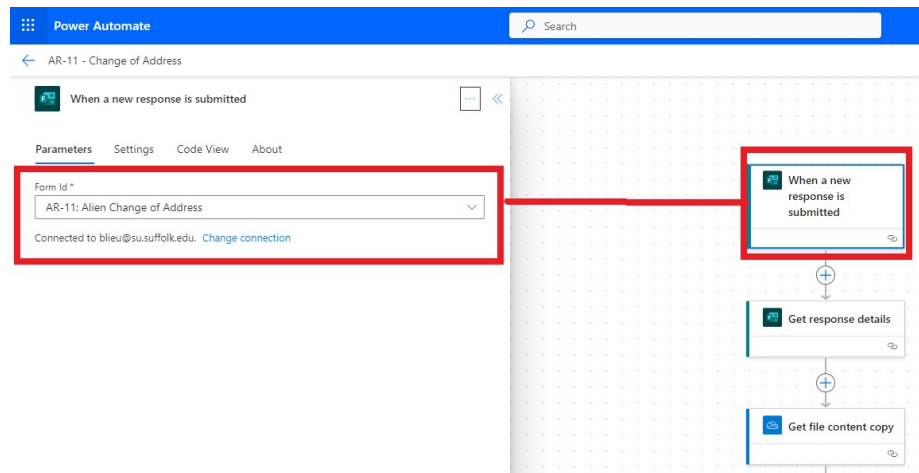 Power Automate
Search
AR-11 - Change of Address
When a new response is submitted
Parameters Settings Code View About
Form Id *
AR-11: Alien Change of Address
Connected to blieu@su.suffolk.edu. Change connection
When a new
response is
submitted
Get response details
Get file content copy